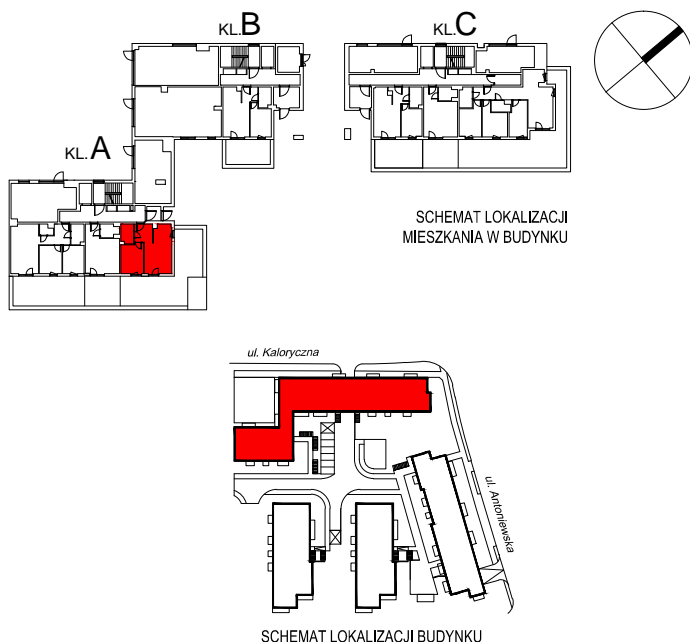 KL.B
KL.C
KL.A
SCHEMAT LOKALIZACJI
MIESZKANIA W BUDYNKU
ul. Kaloryczna
ul. Antoniewska
SCHEMAT LOKALIZACJI BUDYNKU